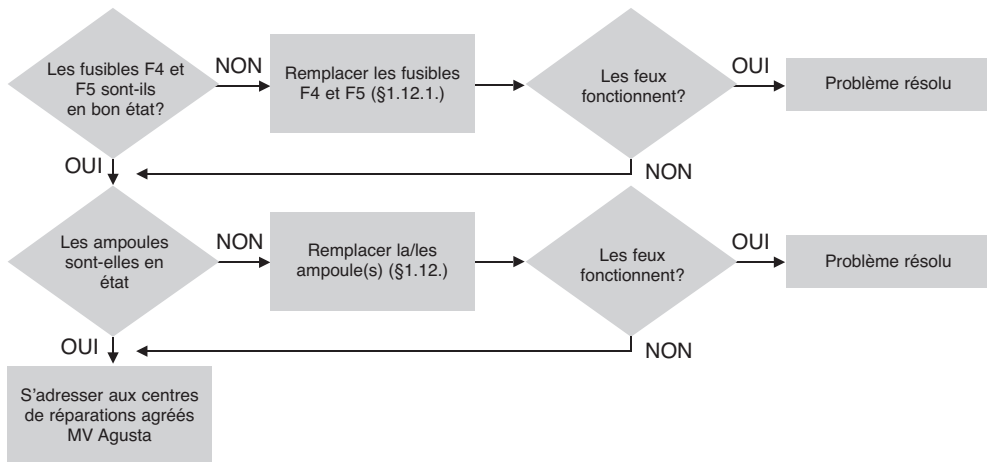 Les fusibles F4 et
F5 sont-ils
en bon état?
NON
Remplacer les fusibles
F4 et F5 (§1.12.1.)
Les feux
fonctionnent?
OUI
Problème résolu
OUI
NON
Les ampoules
sont-elles en
état
NON
Remplacer la/les
ampoule(s) (§1.12.)
Les feux
fonctionnent?
OUI
Problème résolu
OUI
NON
S'adresser aux centres
de réparations agréés
MV Agusta